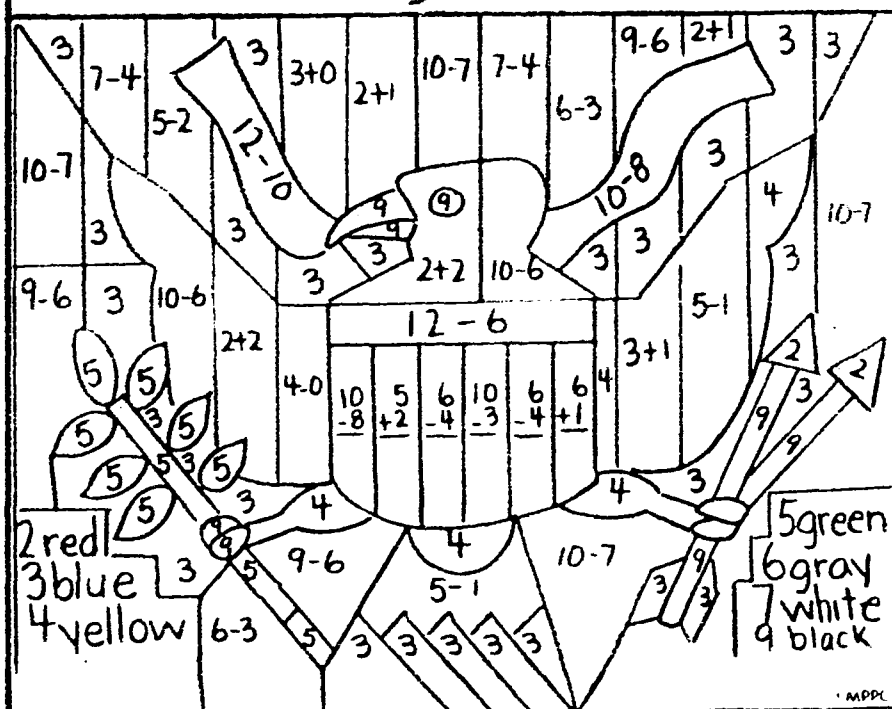 3 3 9-6 2+1 3 3
7-4 3+0 2+1 10-7 7-4 6-3
5-2 12-10 10-8 3
10-7 9 9 4 10-7
3 3 9 3
3 3 2+2 10-6 3 3
9-6 3 10-6 12-6 5-1
2+2 3+1 2
4-0 10 5 6 10 6 6 4 2
5 5 -8 +2 -4 -3 -4 +1 3
3 9
5 5 9
5 3
5 5 3
5 3 4 4
5 9
2 red 9 9-6 4 10-7 9 5 green
3 blue 3 5 5-1 3 6 gray
4 yellow 6-3 3 7 white
5 3 3 3 3 3 9 black
MPPC